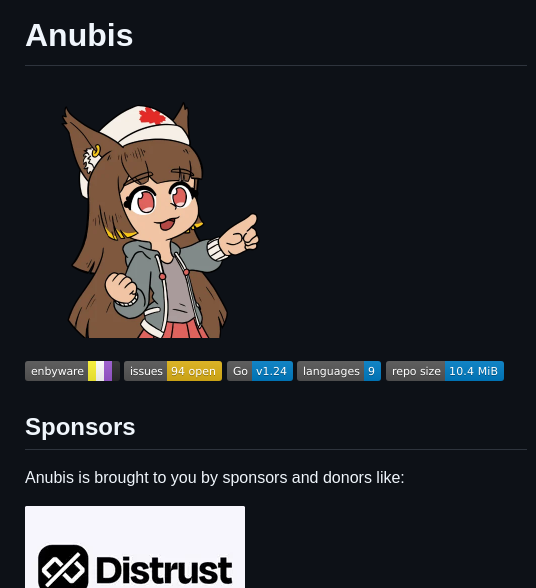 Anubis
enbyware
issues 94 open
Go v1.24
languages 9
repo size 10.4 MiB
Sponsors
Anubis is brought to you by sponsors and donors like:
Distrust